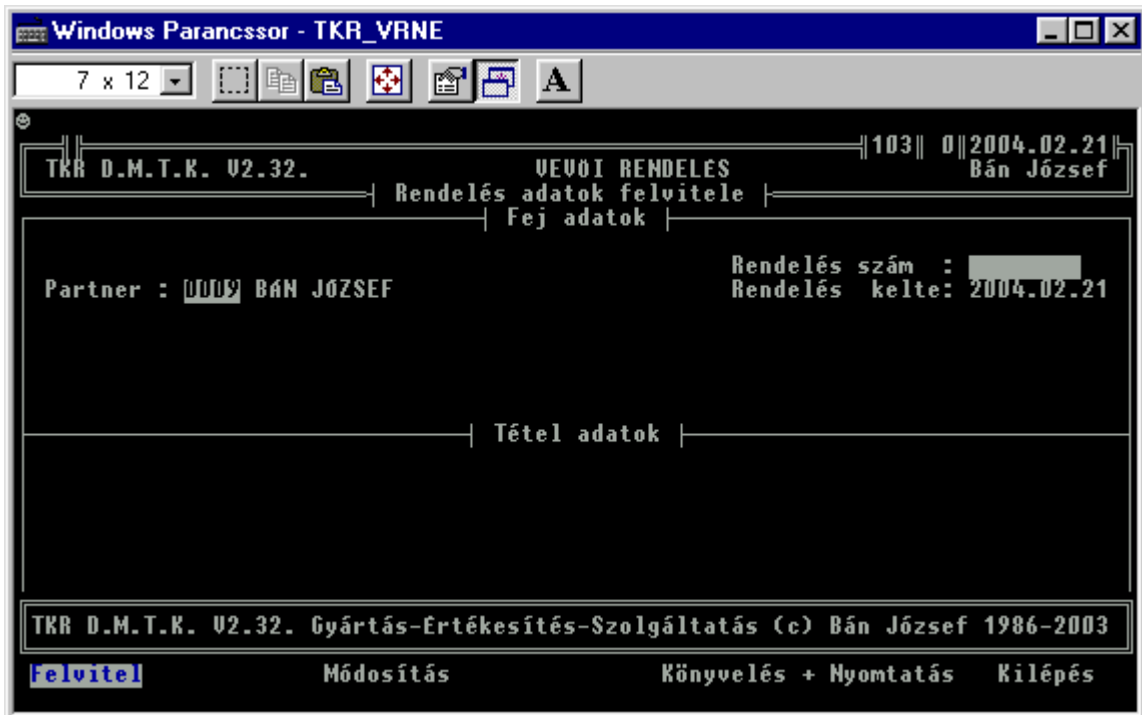 Windows Parancssor - TKR_VRNE
7 x 12
A
103 0 2004.02.21
TKR D.M.T.K. V2.32. VEVŐI RENDELÉS Bán József
Rendelés adatok felvitele
Fej adatok
Rendelés szám :
Partner : 0009 BÁN JÓZSEF Rendelés kelte: 2004.02.21
Tétel adatok
TKR D.M.T.K. V2.32. Gyártás-Értékesítés-Szolgáltatás (c) Bán József 1986-2003
Felvitel Módosítás Könyvelés + Nyomtatás Kilépés